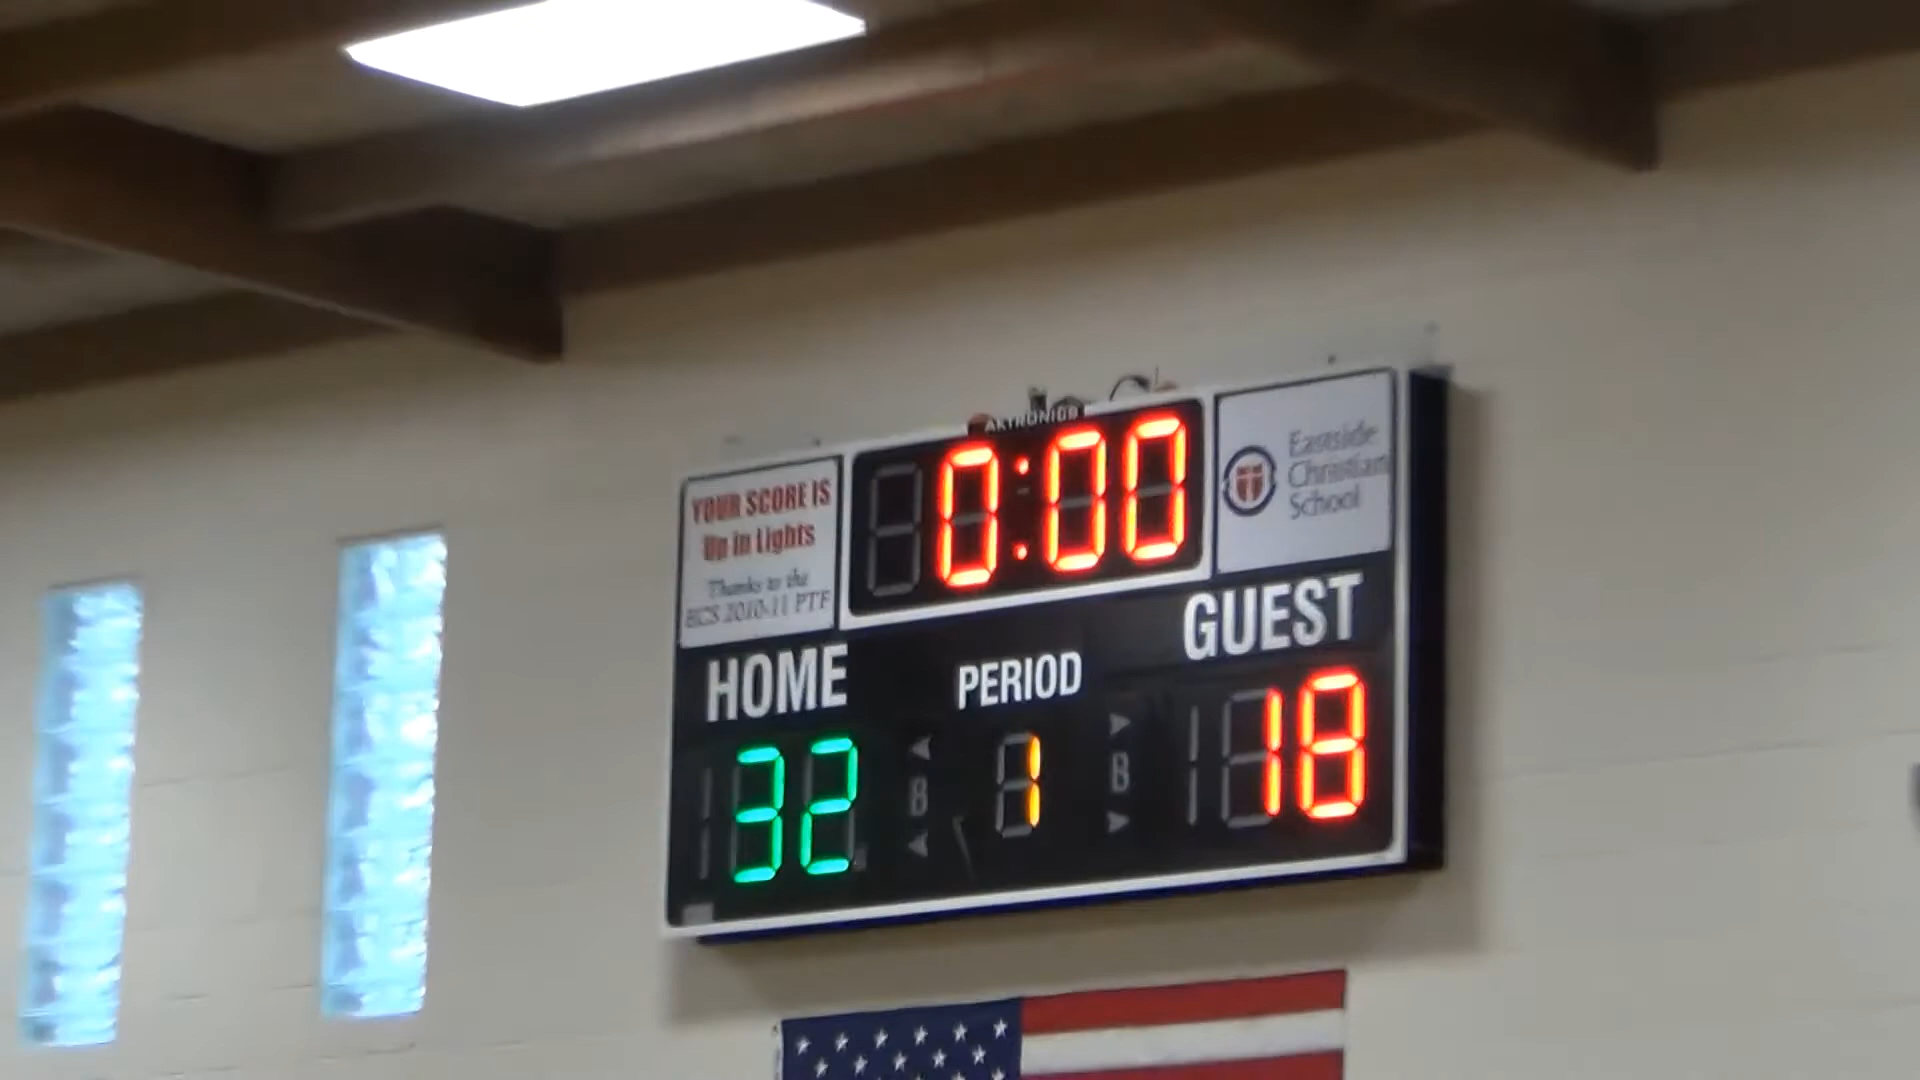 AKTRONICS
YOUR SCORE IS
Up in Lights
Thanks to the
ECS 2010-11 PTF
0:00
Eastside
Christian
School
HOME
PERIOD
GUEST
32
B
1
B
18